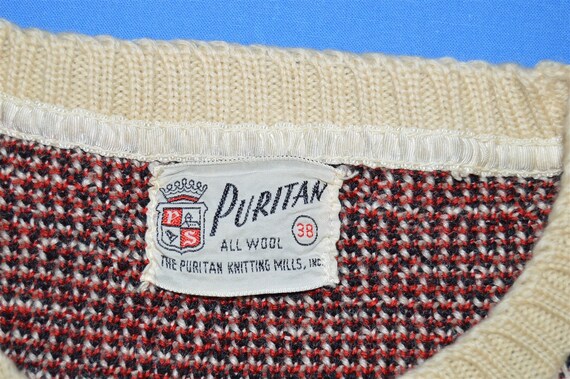 PURITAN
P S
38
ALL WOOL
THE PURITAN KNITTING MILLS, INC.